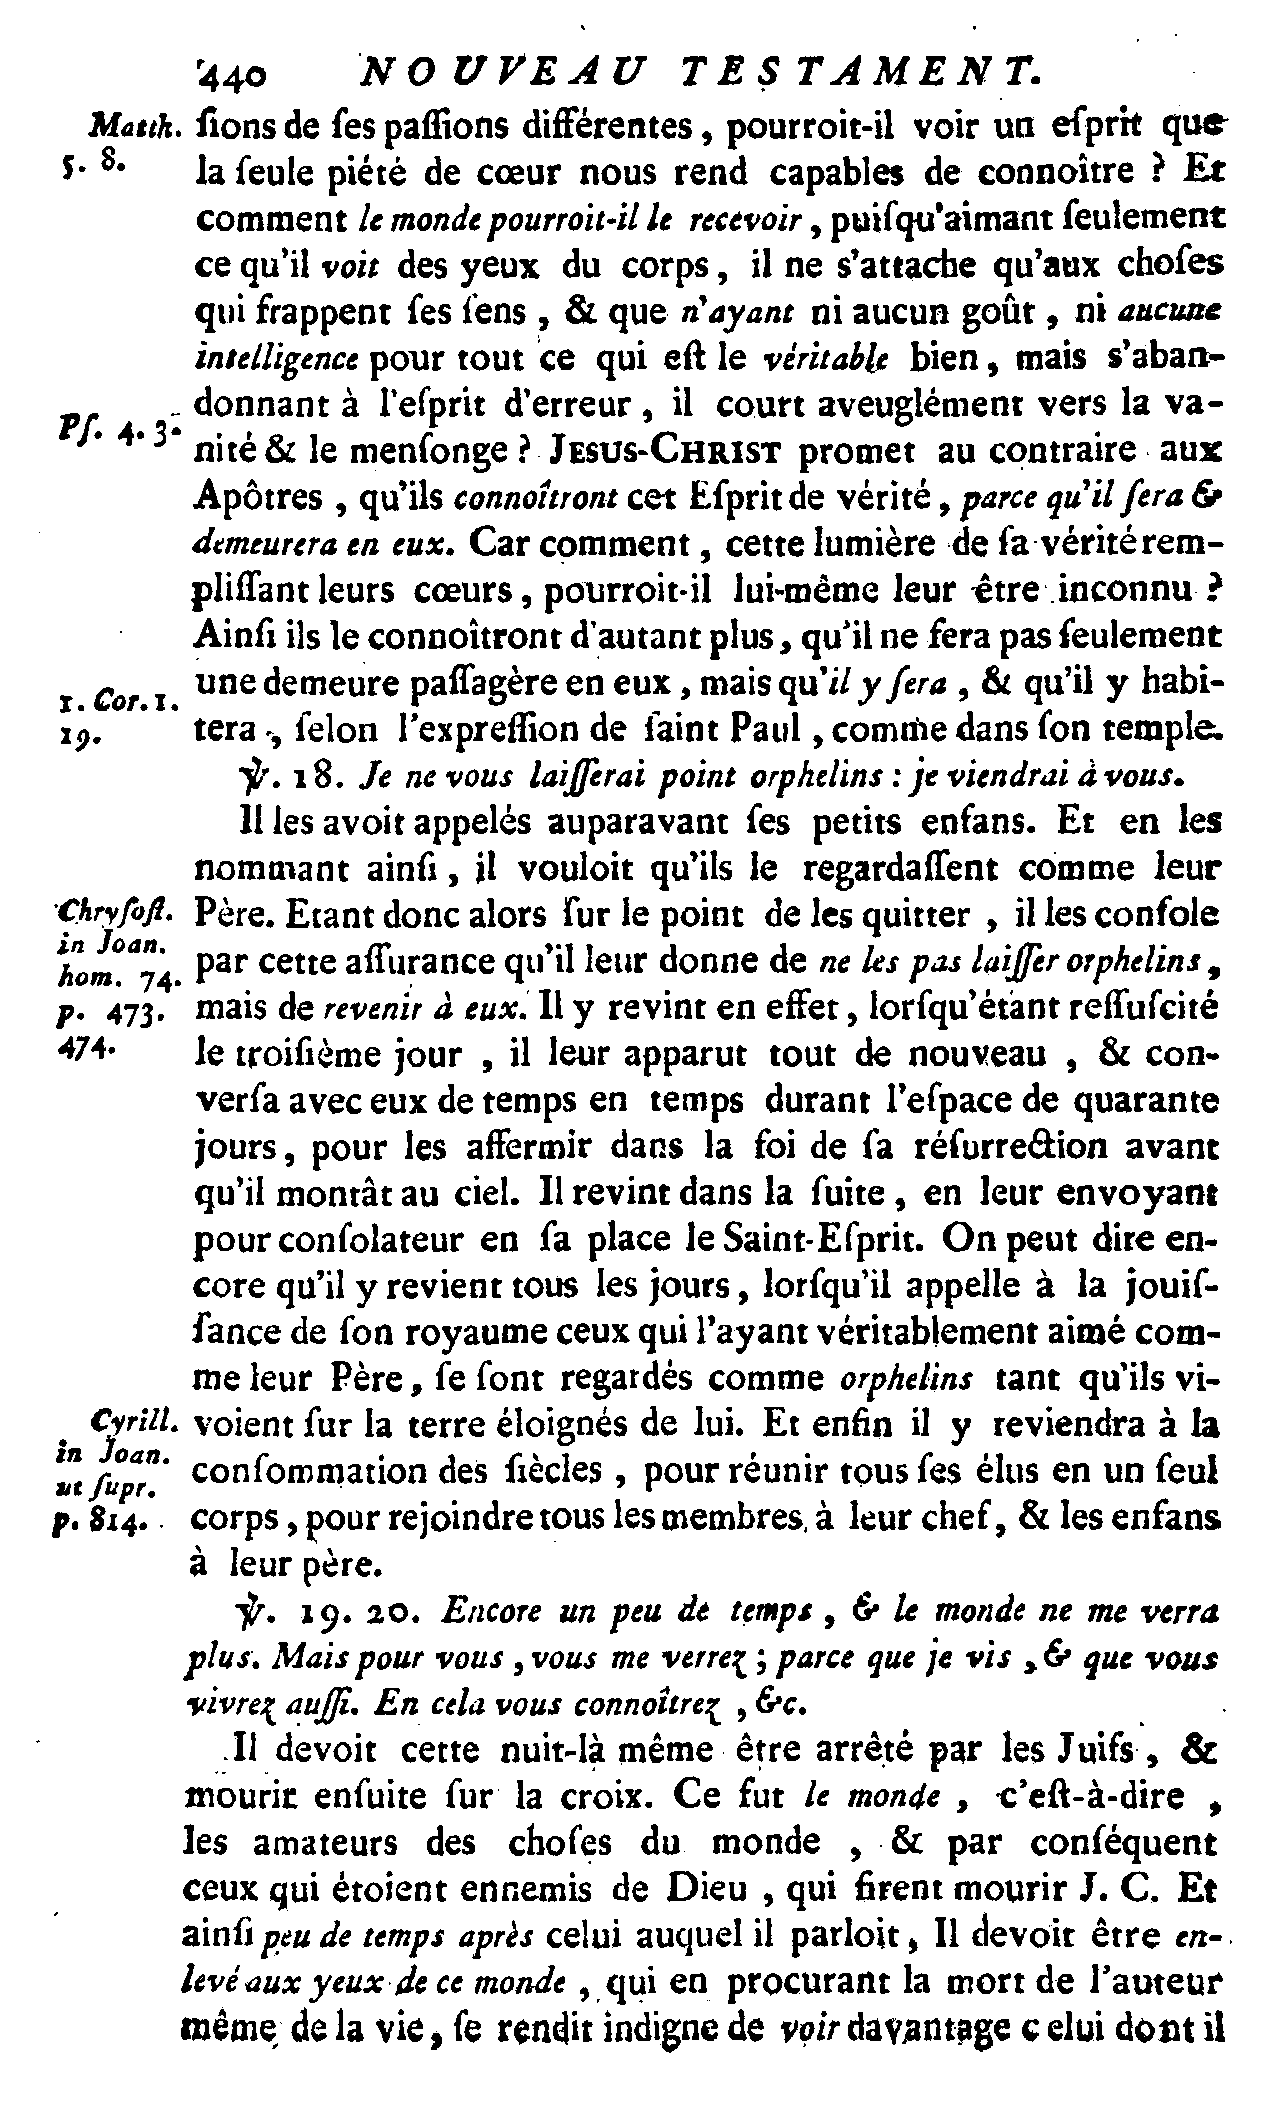 440 NOUVEAU TESTAMENT.
Matth. ſions de ſes paſſions différentes, pourroit-il voir un eſprit que
5. 8. la ſeule piété de cœur nous rend capables de connoître ? Et
comment le monde pourroit-il le recevoir, puiſqu'aimant ſeulement
ce qu'il voit des yeux du corps, il ne s'attache qu'aux choſes
qui frappent ſes ſens, & que n'ayant ni aucun goût, ni aucune
intelligence pour tout ce qui eſt le véritable bien, mais s'aban-
donnant à l'eſprit d'erreur, il court aveuglément vers la va-
Pſ. 4. 3. nité & le menſonge ? JESUS-CHRIST promet au contraire aux
Apôtres, qu'ils connoîtront cet Eſprit de vérité, parce qu'il ſera &
demeurera en eux. Car comment, cette lumière de ſa vérité rem-
pliſſant leurs cœurs, pourroit-il lui-même leur être inconnu ?
Ainſi ils le connoîtront d'autant plus, qu'il ne fera pas ſeulement
1. Cor. 1. une demeure paſſagère en eux, mais qu'il y ſera, & qu'il y habi-
19. tera, ſelon l'expreſſion de ſaint Paul, comme dans ſon temple.
℣. 18. Je ne vous laiſſerai point orphelins : je viendrai à vous.
Il les avoit appelés auparavant ſes petits enfans. Et en les
nommant ainſi, il vouloit qu'ils le regardaſſent comme leur
Chryſoſt. Père. Etant donc alors ſur le point de les quitter, il les conſole
in Joan.
hom. 74. par cette aſſurance qu'il leur donne de ne les pas laiſſer orphelins,
p. 473. mais de revenir à eux. Il y revint en effet, lorſqu'étant reſſuſcité
474. le troiſième jour, il leur apparut tout de nouveau, & con-
verſa avec eux de temps en temps durant l'eſpace de quarante
jours, pour les affermir dans la foi de ſa réſurrection avant
qu'il montât au ciel. Il revint dans la ſuite, en leur envoyant
pour conſolateur en ſa place le Saint-Eſprit. On peut dire en-
core qu'il y revient tous les jours, lorſqu'il appelle à la jouiſ-
ſance de ſon royaume ceux qui l'ayant véritablement aimé com-
me leur Père, ſe ſont regardés comme orphelins tant qu'ils vi-
Cyrill. voient ſur la terre éloignés de lui. Et enfin il y reviendra à la
in Joan.
ut ſupr. conſommation des ſiècles, pour réunir tous ſes élus en un ſeul
p. 814. corps, pour rejoindre tous les membres à leur chef, & les enfans
à leur père.
℣. 19. 20. Encore un peu de temps, & le monde ne me verra
plus. Mais pour vous, vous me verrez ; parce que je vis, & que vous
vivrez auſſi. En cela vous connoîtrez, &c.
Il devoit cette nuit-là même être arrêté par les Juifs, &
mourir enſuite ſur la croix. Ce fut le monde, c'eſt-à-dire,
les amateurs des choſes du monde, & par conſéquent
ceux qui étoient ennemis de Dieu, qui firent mourir J. C. Et
ainſi peu de temps après celui auquel il parloit, Il devoit être en-
levé aux yeux de ce monde, qui en procurant la mort de l'auteur
même de la vie, ſe rendit indigne de voir davantage celui dont il